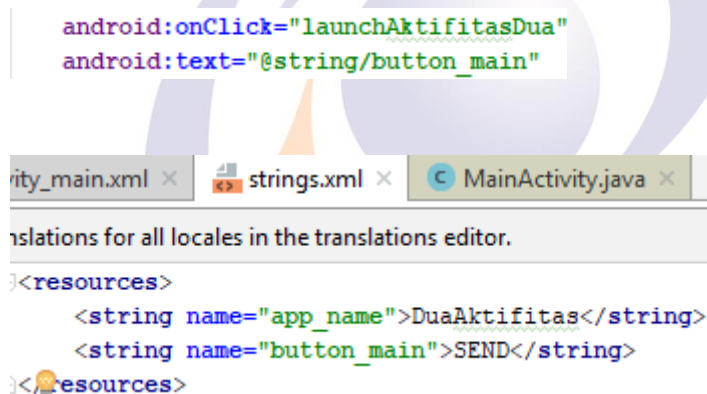 android:onClick="launchAktifitasDua"
android:text="@string/button_main"
ity_main.xml strings.xml MainActivity.java
nslations for all locales in the translations editor.
<resources>
<string name="app_name">DuaAktifitas</string>
<string name="button_main">SEND</string>
</resources>